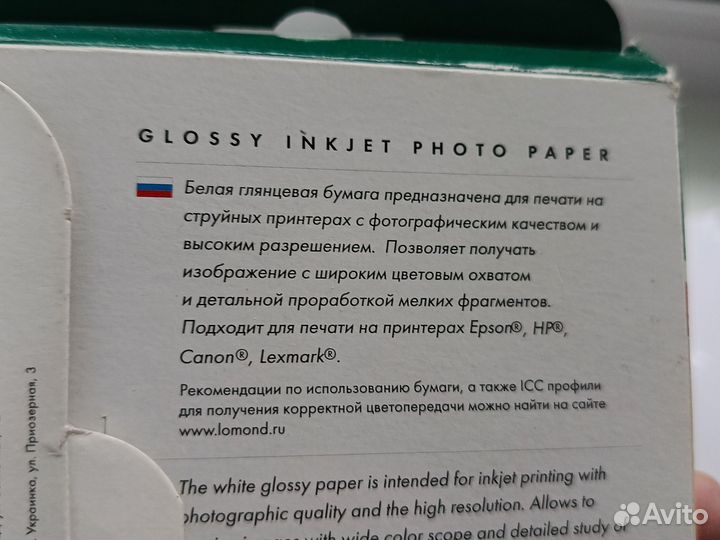 GLOSSY INKJET PHOTO PAPER
Белая глянцевая бумага предназначена для печати на
струйных принтерах с фотографическим качеством и
высоким разрешением. Позволяет получать
изображение с широким цветовым охватом
и детальной проработкой мелких фрагментов.
Подходит для печати на принтерах Epson®, HP®,
Canon®, Lexmark®.
Рекомендации по использованию бумаги, а также ICC профили
для получения корректной цветопередачи можно найти на сайте
www.lomond.ru
The white glossy paper is intended for inkjet printing with
photographic quality and the high resolution. Allows to
with wide color scope and detailed study of
Украинка, ул. Приозерная, 3
Avito